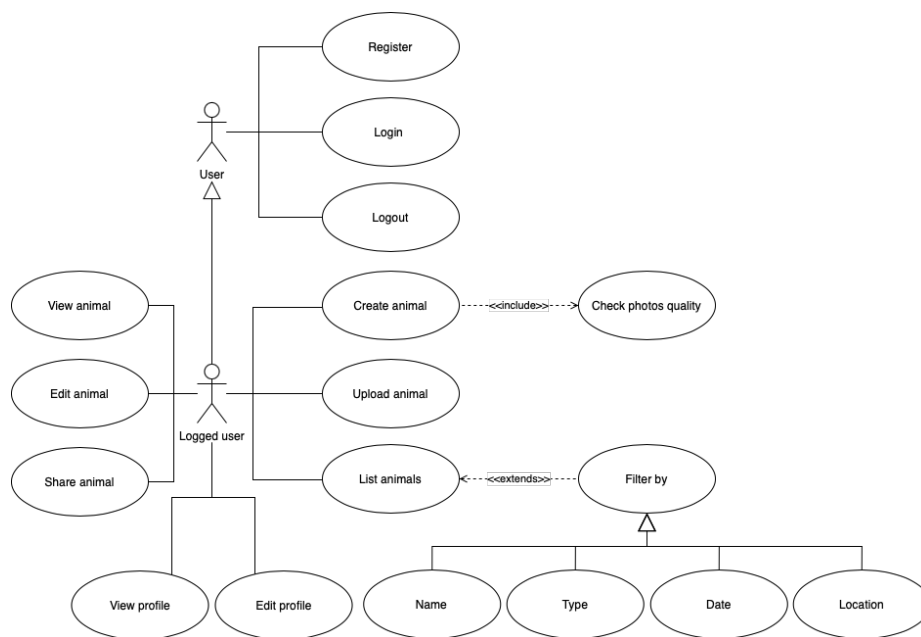 Register
Login
User
Logout
View animal
Create animal
<<include>>
Check photos quality
Edit animal
Upload animal
Logged user
Share animal
List animals
<<extends>>
Filter by
View profile
Edit profile
Name
Type
Date
Location